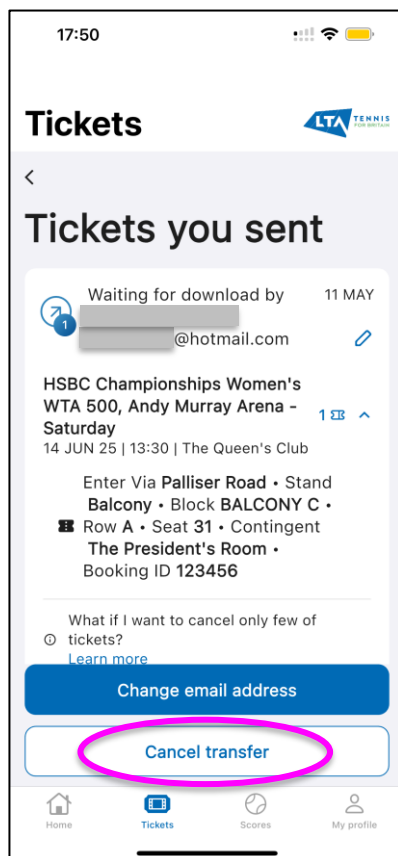 17:50
Tickets
LTA TENNIS
FOR BRITAIN
Tickets you sent
Waiting for download by
11 MAY
1
@hotmail.com
HSBC Championships Women's
WTA 500, Andy Murray Arena -
Saturday
1
14 JUN 25 | 13:30 | The Queen's Club
Enter Via Palliser Road • Stand
Balcony • Block BALCONY C •
Row A • Seat 31 • Contingent
The President's Room •
Booking ID 123456
What if I want to cancel only few of
tickets?
Learn more
Change email address
Cancel transfer
Home
Tickets
Scores
My profile